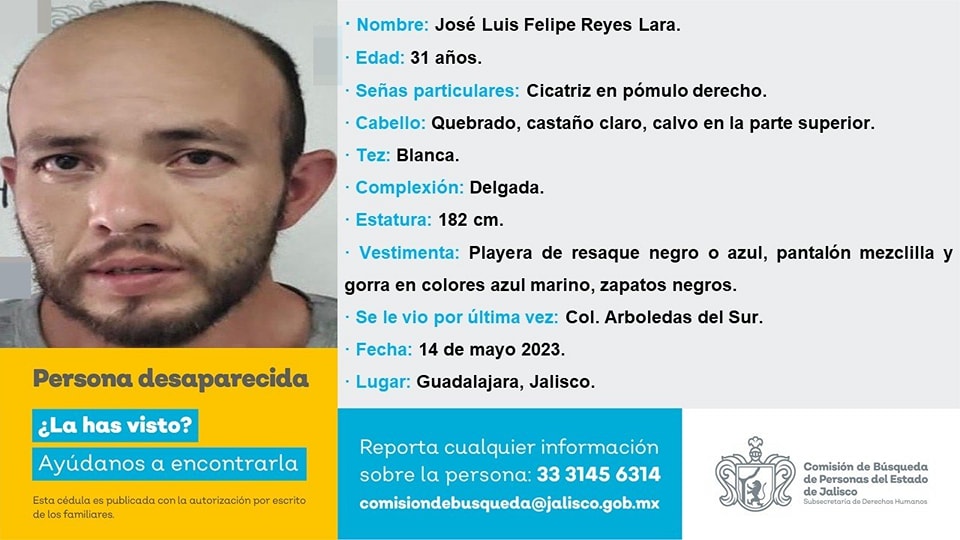 · Nombre: José Luis Felipe Reyes Lara.
· Edad: 31 años.
· Señas particulares: Cicatriz en pómulo derecho.
· Cabello: Quebrado, castaño claro, calvo en la parte superior.
· Tez: Blanca.
· Complexión: Delgada.
· Estatura: 182 cm.
· Vestimenta: Playera de resaque negro o azul, pantalón mezclilla y
gorra en colores azul marino, zapatos negros.
· Se le vio por última vez: Col. Arboledas del Sur.
· Fecha: 14 de mayo 2023.
· Lugar: Guadalajara, Jalisco.
Persona desaparecida
¿La has visto?
Ayúdanos a encontrarla
Esta cédula es publicada con la autorización por escrito
de los familiares.
Reporta cualquier información
sobre la persona: 33 3145 6314
comisiondebusqueda@jalisco.gob.mx
Comisión de Búsqueda
de Personas del Estado
de Jalisco
Subsecretaría de Derechos Humanos